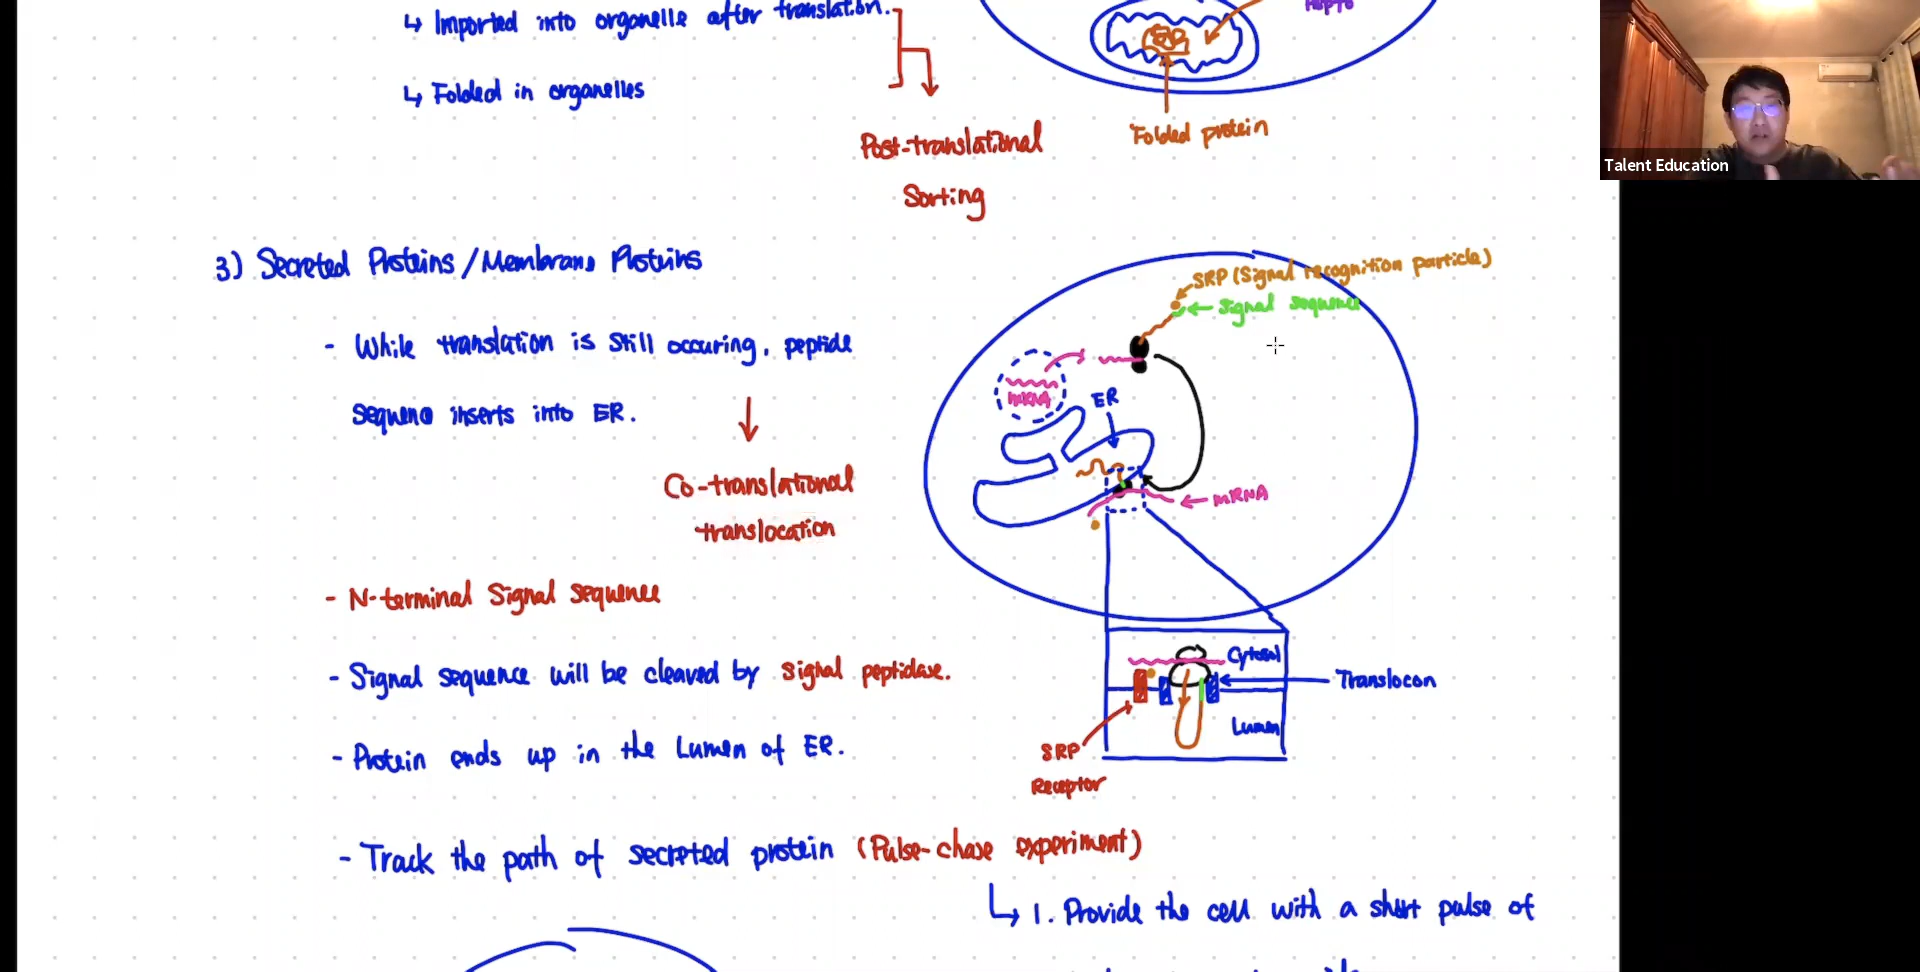 ↳ Imported into organelle after translation.
↳ Folded in organelles
Post-translational
Sorting
Folded protein
Talent Education
3) Secreted Proteins/Membrane Proteins
- While translation is still occuring, peptide
sequence inserts into ER.
Co-translational
translocation
- N-terminal Signal sequence
- Signal sequence will be cleaved by signal peptidase.
- Protein ends up in the Lumen of ER.
SRP (Signal recognition particle)
Signal sequence
mRNA
ER
mRNA
Cytosol
Translocon
Lumen
SRP
Receptor
- Track the path of secreted protein (Pulse-chase experiment)
↳ 1. Provide the cell with a short pulse of